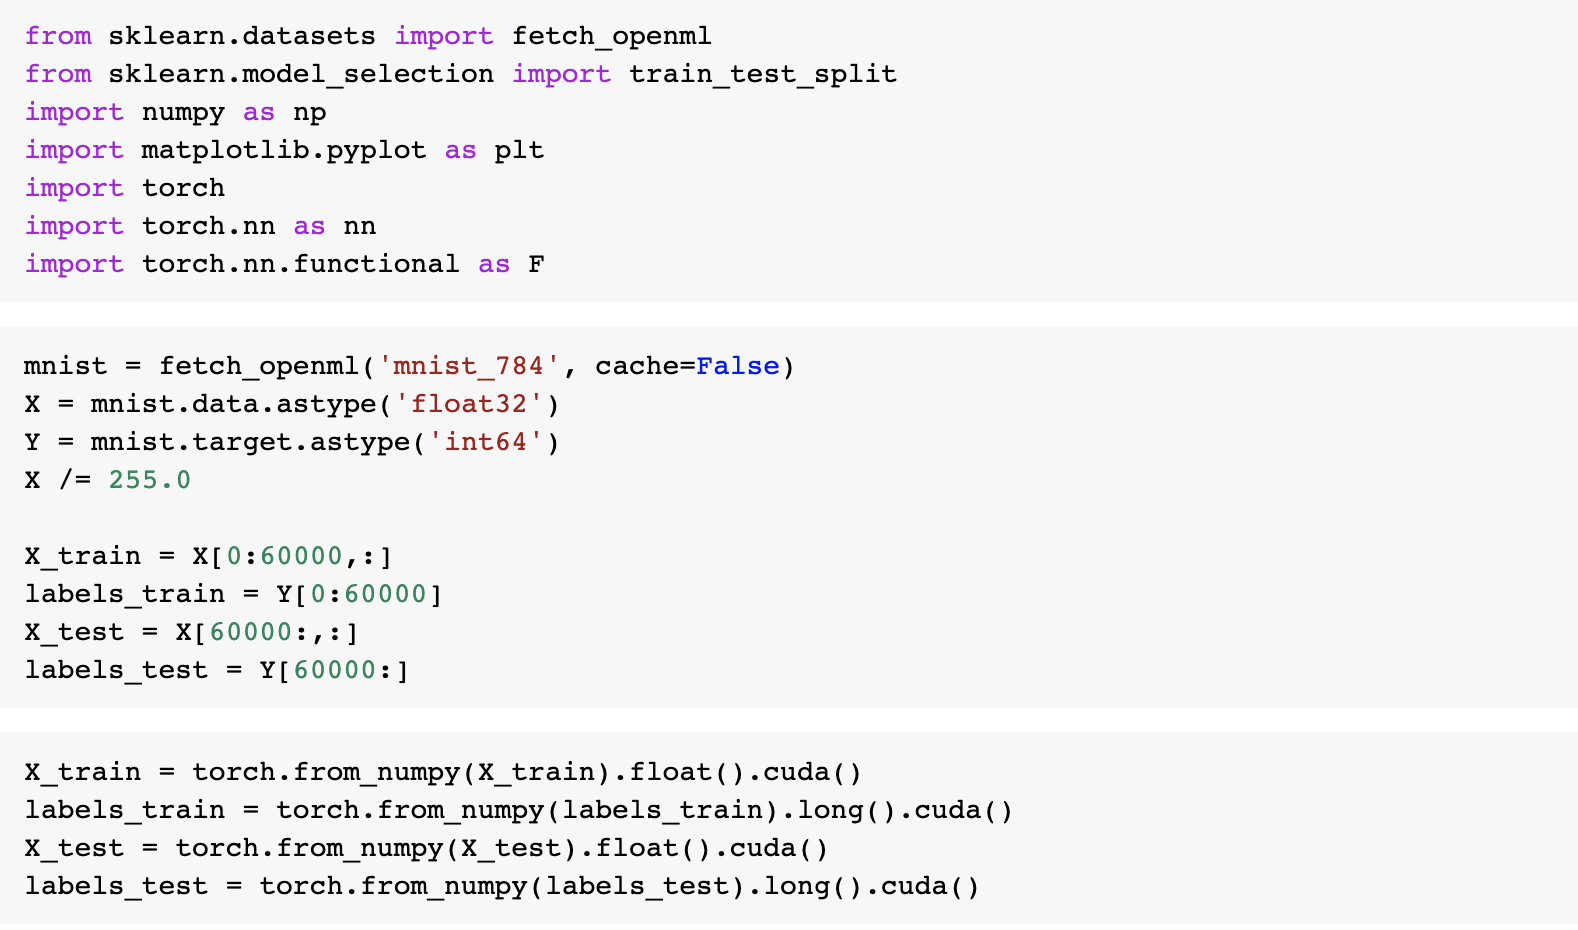 from sklearn.datasets import fetch_openml
from sklearn.model_selection import train_test_split
import numpy as np
import matplotlib.pyplot as plt
import torch
import torch.nn as nn
import torch.nn.functional as F
mnist = fetch_openml('mnist_784', cache=False)
X = mnist.data.astype('float32')
Y = mnist.target.astype('int64')
X /= 255.0
X_train = X[0:60000,:]
labels_train = Y[0:60000]
X_test = X[60000:,:]
labels_test = Y[60000:]
X_train = torch.from_numpy(X_train).float().cuda()
labels_train = torch.from_numpy(labels_train).long().cuda()
X_test = torch.from_numpy(X_test).float().cuda()
labels_test = torch.from_numpy(labels_test).long().cuda()